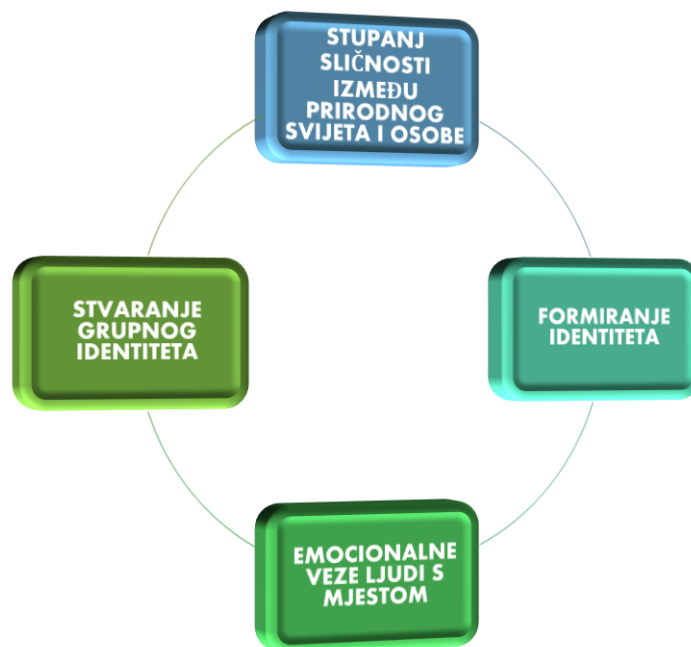 STUPANJ
SLIČNOSTI
IZMEĐU
PRIRODNOG
SVIJETA I OSOBE
FORMIRANJE
IDENTITETA
EMOCIONALNE
VEZE LJUDI S
MJESTOM
STVARANJE
GRUPNOG
IDENTITETA